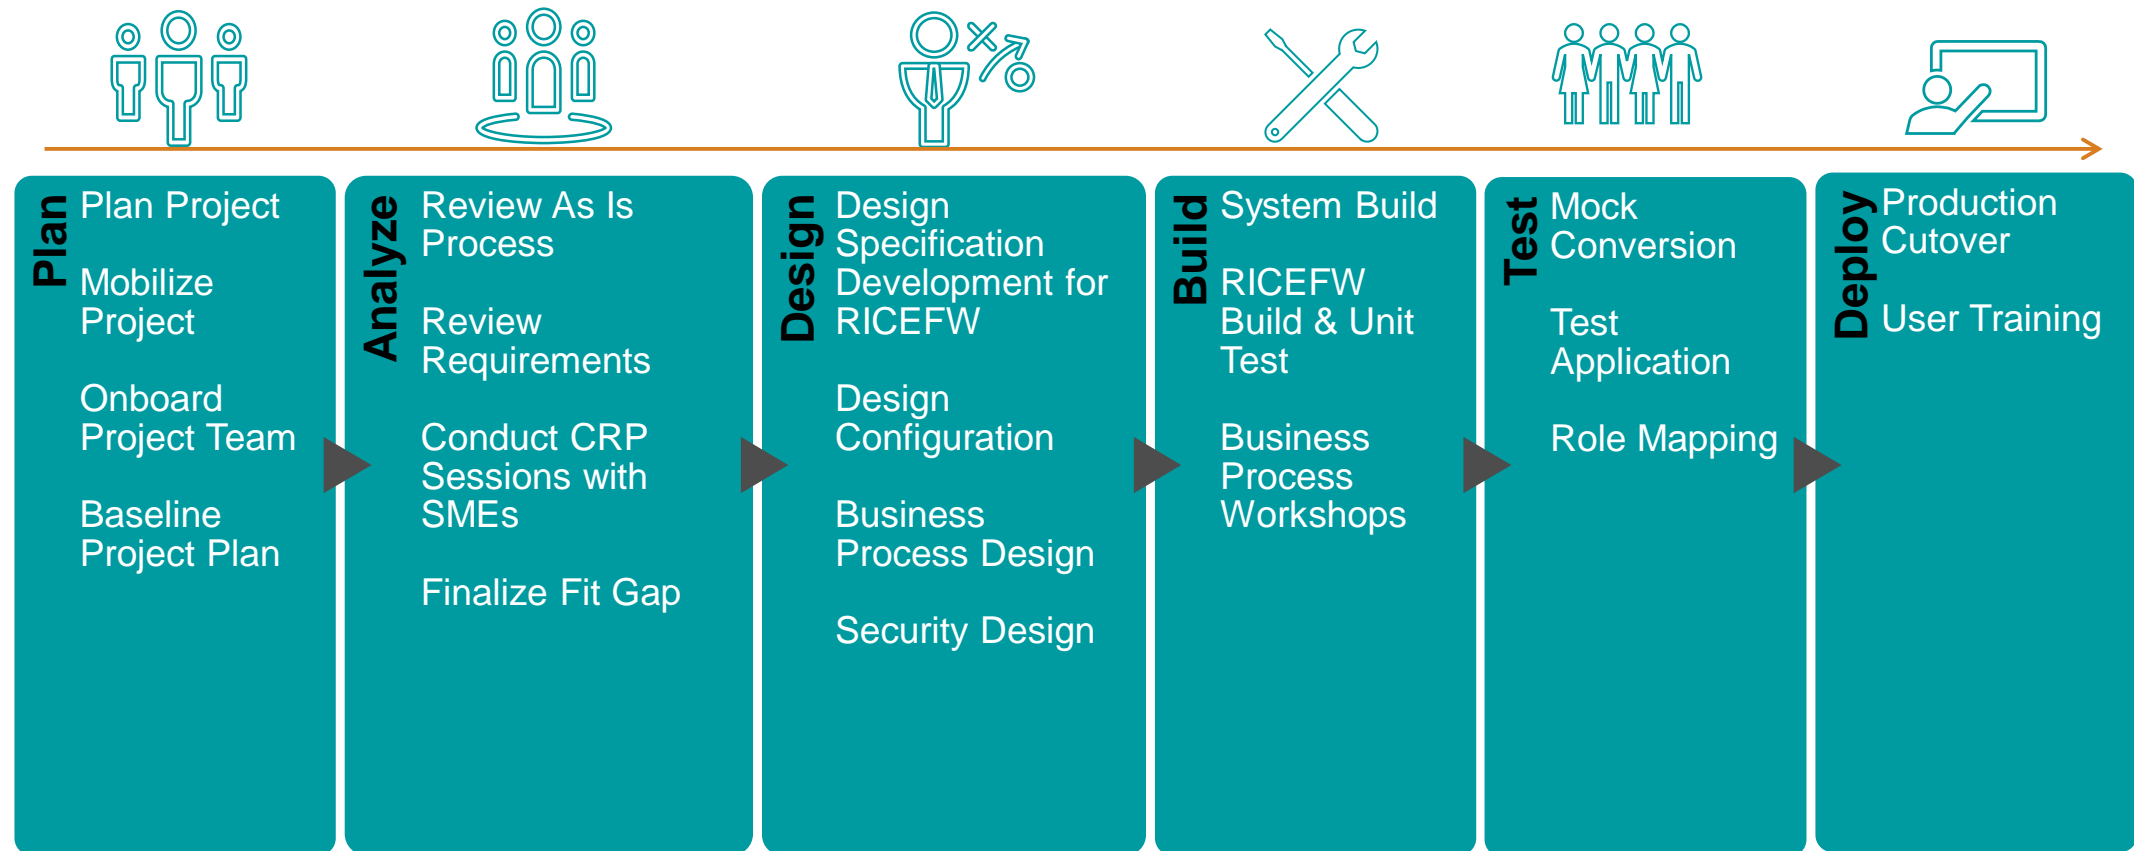 Plan
Plan Project
Mobilize
Project
Onboard
Project Team
Baseline
Project Plan
Analyze
Review As Is
Process
Review
Requirements
Conduct CRP
Sessions with
SMEs
Finalize Fit Gap
Design
Design
Specification
Development for
RICEFW
Design
Configuration
Business
Process Design
Security Design
Build
System Build
RICEFW
Build & Unit
Test
Business
Process
Workshops
Test
Mock
Conversion
Test
Application
Role Mapping
Deploy
Production
Cutover
User Training